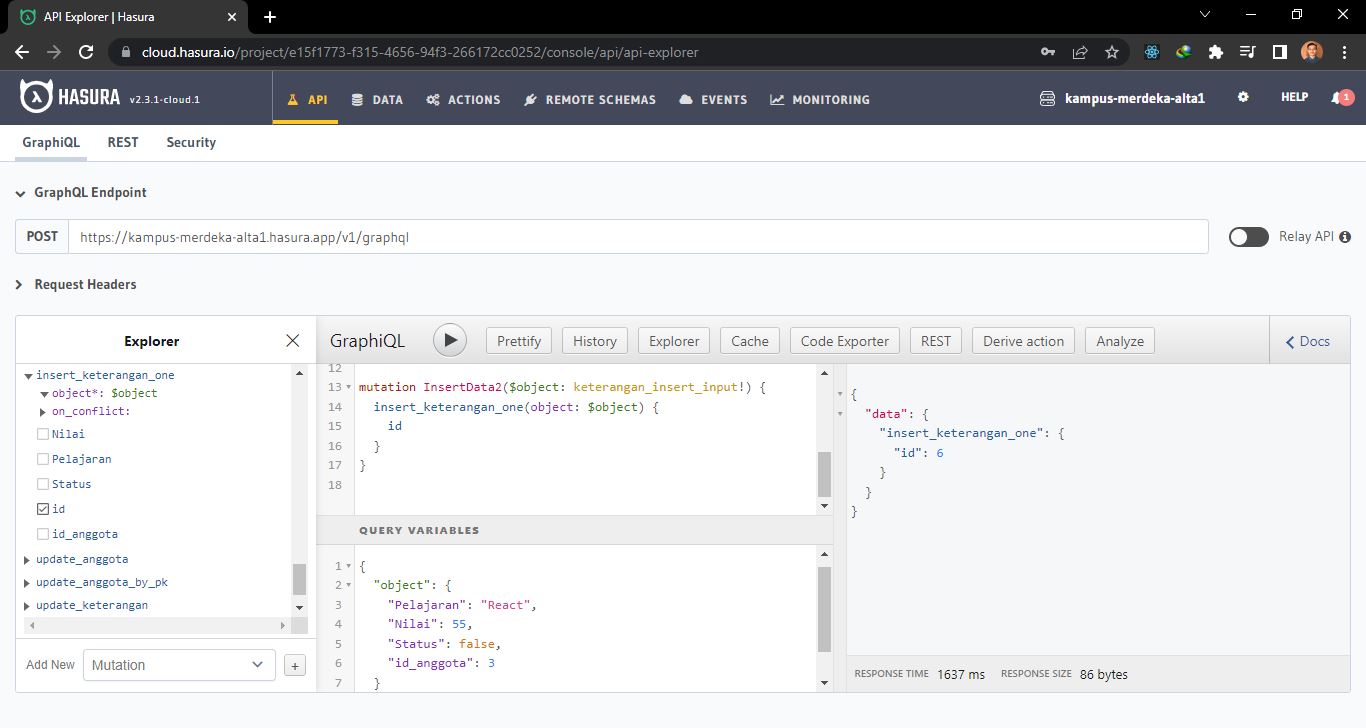 API Explorer | Hasura
cloud.hasura.io/project/e15f1773-f315-4656-94f3-266172cc0252/console/api/api-explorer
HASURA v2.3.1-cloud.1 API DATA ACTIONS REMOTE SCHEMAS EVENTS MONITORING kampus-merdeka-alta1 HELP 1
GraphiQL REST Security
GraphQL Endpoint
POST https://kampus-merdeka-alta1.hasura.app/v1/graphql Relay API
Request Headers
Explorer
GraphiQL Prettify History Explorer Cache Code Exporter REST Derive action Analyze Docs
insert_keterangan_one
object*: $object
on_conflict:
Nilai
Pelajaran
Status
id
id_anggota
update_anggota
update_anggota_by_pk
update_keterangan
Add New Mutation +
12
13 mutation InsertData2($object: keterangan_insert_input!) {
14 insert_keterangan_one(object: $object) {
15 id
16 }
17 }
18
QUERY VARIABLES
1 {
2 "object": {
3 "Pelajaran": "React",
4 "Nilai": 55,
5 "Status": false,
6 "id_anggota": 3
7 }
{
"data": {
"insert_keterangan_one": {
"id": 6
}
}
}
RESPONSE TIME 1637 ms RESPONSE SIZE 86 bytes